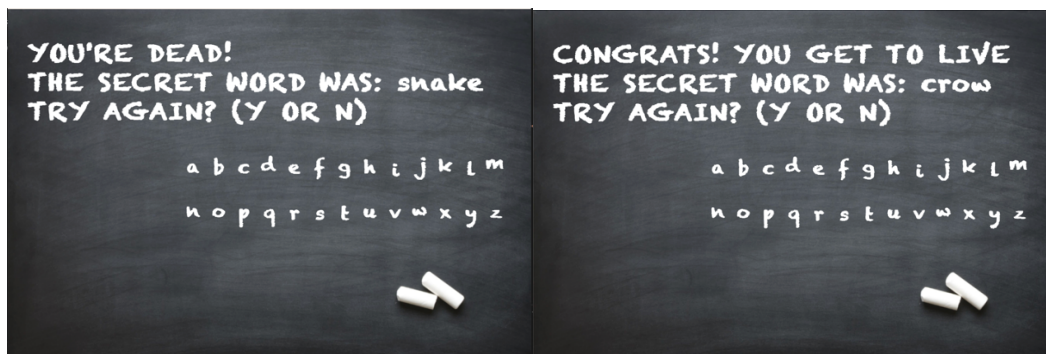 YOU'RE DEAD!
THE SECRET WORD WAS: snake
TRY AGAIN? (Y OR N)
a b c d e f g h i j k l m
n o p q r s t u v w x y z
CONGRATS! YOU GET TO LIVE
THE SECRET WORD WAS: crow
TRY AGAIN? (Y OR N)
a b c d e f g h i j k l m
n o p q r s t u v w x y z